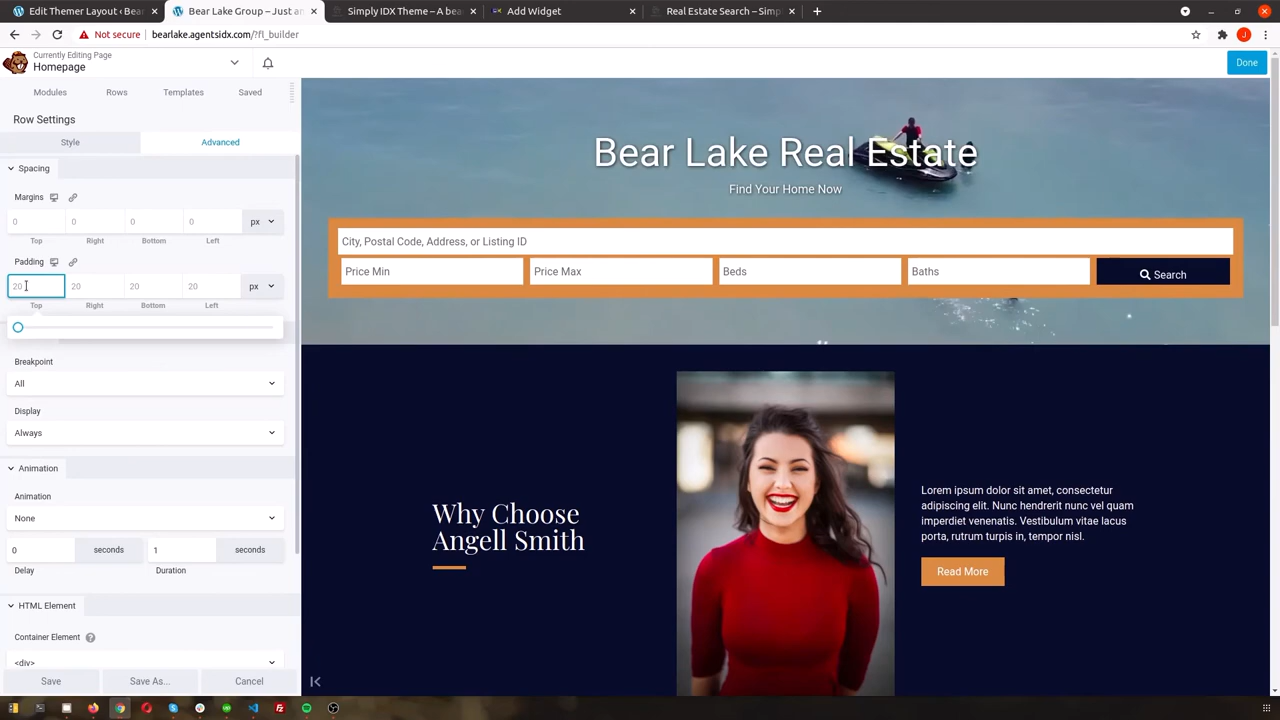 Edit Themer Layout ‹ Bear
Bear Lake Group – Just an
Simply IDX Theme – A bea
Add Widget
Real Estate Search – Simp
Not secure
bearlake.agentsidx.com/?fl_builder
J
Currently Editing Page
Homepage
Done
Modules
Rows
Templates
Saved
Row Settings
Style
Advanced
Spacing
Margins
0
0
0
0
px
Top
Right
Bottom
Left
Padding
20
20
20
20
px
Top
Right
Bottom
Left
Breakpoint
All
Display
Always
Animation
Animation
None
0
seconds
1
seconds
Delay
Duration
HTML Element
Container Element
?
<div>
Save
Save As...
Cancel
Bear Lake Real Estate
Find Your Home Now
City, Postal Code, Address, or Listing ID
Price Min
Price Max
Beds
Baths
Search
Why Choose
Angell Smith
Lorem ipsum dolor sit amet, consectetur
adipiscing elit. Nunc hendrerit nunc vel quam
imperdiet venenatis. Vestibulum vitae lacus
porta, rutrum turpis in, tempor nisl.
Read More